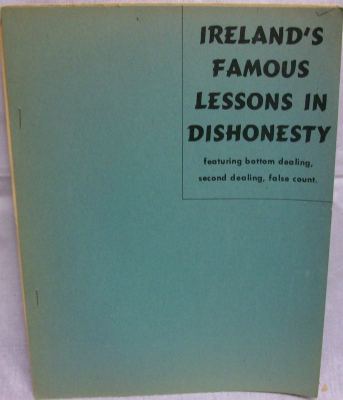 IRELAND'S
FAMOUS
LESSONS IN
DISHONESTY
featuring bottom dealing,
second dealing, false count.